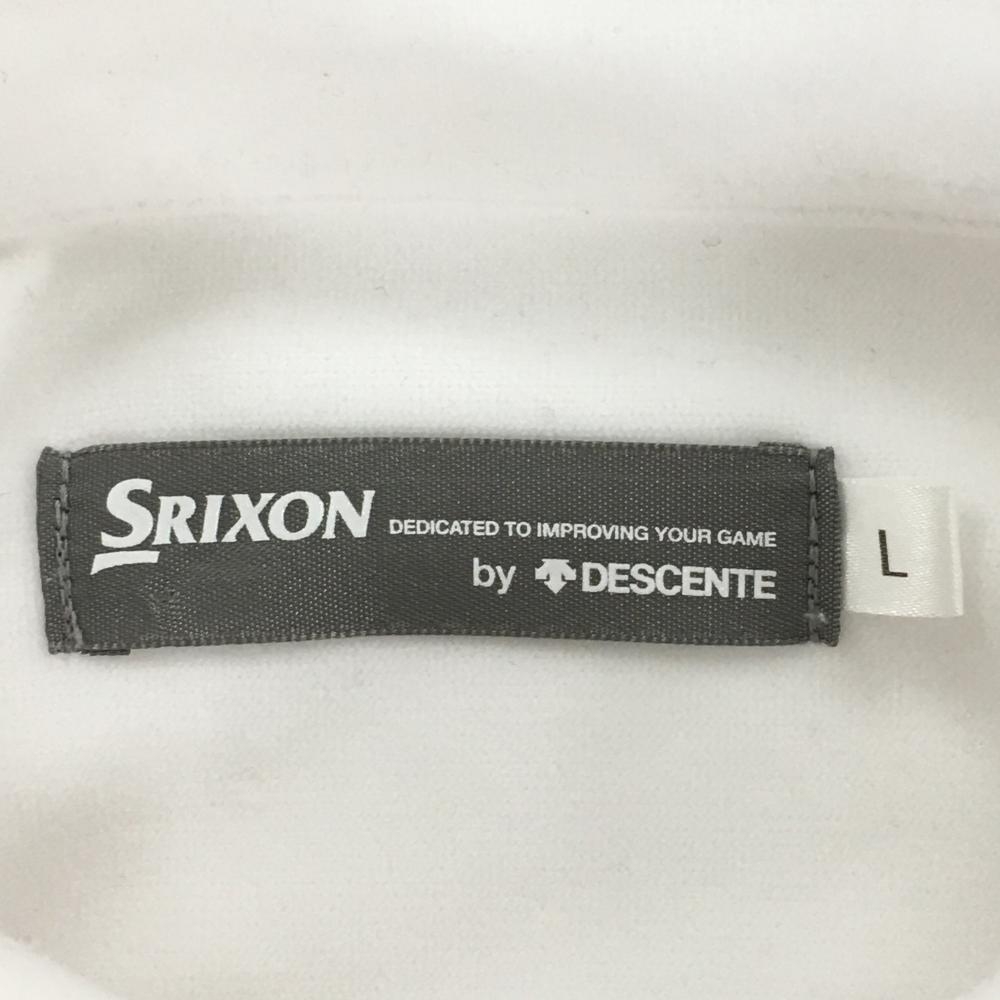 SRIXON DEDICATED TO IMPROVING YOUR GAME
by DESCENTE
L